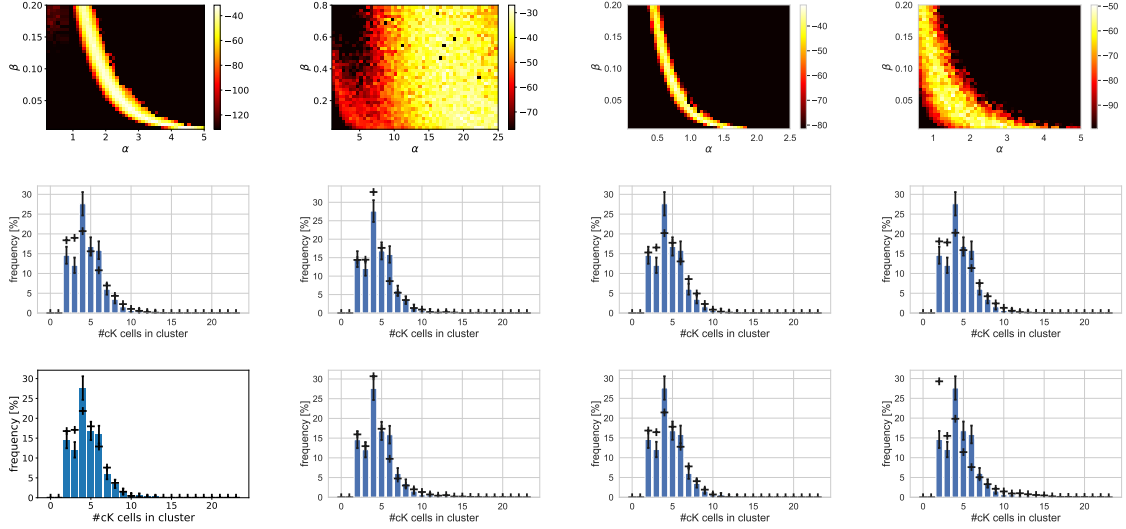 0.20 0.15 0.10 0.05 β 1 2 3 4 5 α −40 −60 −80 −100 −120
0.8 0.6 0.4 0.2 β 5 10 15 20 25 α −30 −40 −50 −60 −70
0.20 0.15 0.10 0.05 β 0.5 1.0 1.5 2.0 2.5 α −40 −50 −60 −70 −80
0.20 0.15 0.10 0.05 β 1 2 3 4 5 α −50 −60 −70 −80 −90
frequency [%] 30 25 20 15 10 5 0
0 5 10 15 20
#cK cells in cluster
frequency [%] 30 25 20 15 10 5 0
0 5 10 15 20
#cK cells in cluster
frequency [%] 30 25 20 15 10 5 0
0 5 10 15 20
#cK cells in cluster
frequency [%] 30 25 20 15 10 5 0
0 5 10 15 20
#cK cells in cluster
frequency [%] 30 25 20 15 10 5 0
0 5 10 15 20
#cK cells in cluster
frequency [%] 30 25 20 15 10 5 0
0 5 10 15 20
#cK cells in cluster
frequency [%] 30 25 20 15 10 5 0
0 5 10 15 20
#cK cells in cluster
frequency [%] 30 25 20 15 10 5 0
0 5 10 15 20
#cK cells in cluster